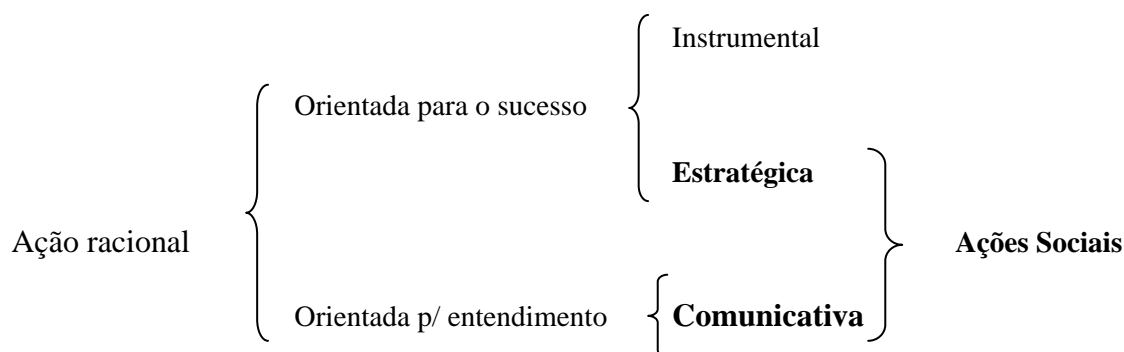 Instrumental
Orientada para o sucesso
Estratégica
Ação racional
Ações Sociais
Orientada p/ entendimento
Comunicativa